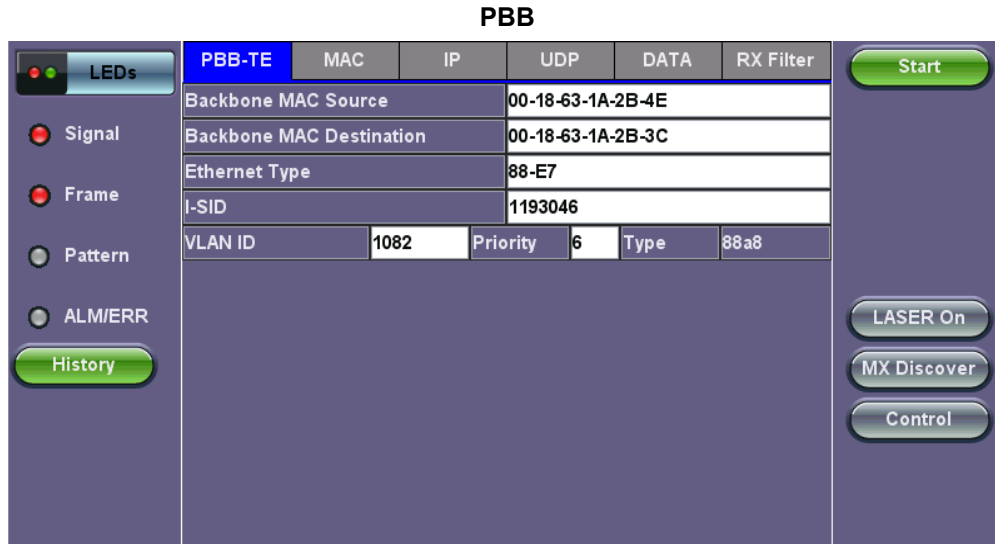 PBB
LEDs
PBB-TE MAC IP UDP DATA RX Filter
Start
Backbone MAC Source 00-18-63-1A-2B-4E
Signal
Backbone MAC Destination 00-18-63-1A-2B-3C
Ethernet Type 88-E7
Frame
I-SID 1193046
VLAN ID 1082 Priority 6 Type 88a8
Pattern
ALM/ERR
LASER On
History
MX Discover
Control